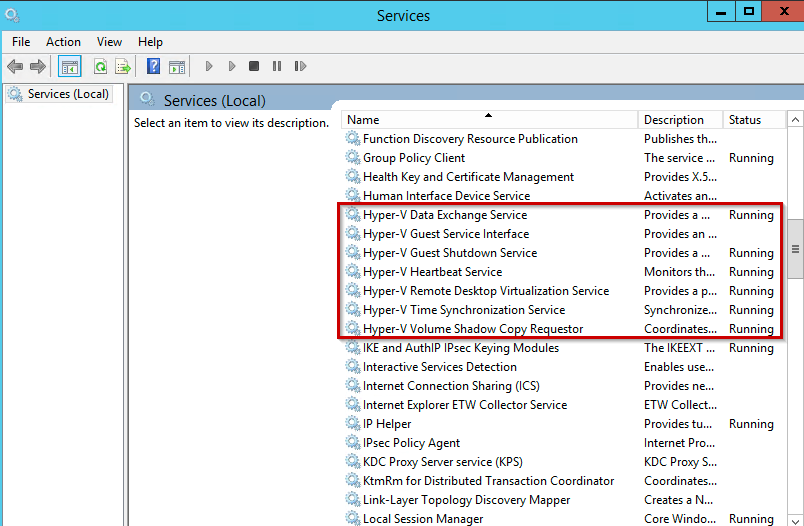 Services
File Action View Help
Services (Local)
Services (Local)
Select an item to view its description.
Name Description Status
Function Discovery Resource Publication Publishes th...
Group Policy Client The service ... Running
Health Key and Certificate Management Provides X.5...
Human Interface Device Service Activates an...
Hyper-V Data Exchange Service Provides a ... Running
Hyper-V Guest Service Interface Provides an ...
Hyper-V Guest Shutdown Service Provides a ... Running
Hyper-V Heartbeat Service Monitors th... Running
Hyper-V Remote Desktop Virtualization Service Provides a p... Running
Hyper-V Time Synchronization Service Synchronize... Running
Hyper-V Volume Shadow Copy Requestor Coordinates... Running
IKE and AuthIP IPsec Keying Modules The IKEEXT ... Running
Interactive Services Detection Enables use...
Internet Connection Sharing (ICS) Provides ne...
Internet Explorer ETW Collector Service ETW Collect...
IP Helper Provides tu... Running
IPsec Policy Agent Internet Pro...
KDC Proxy Server service (KPS) KDC Proxy S...
KtmRm for Distributed Transaction Coordinator Coordinates...
Link-Layer Topology Discovery Mapper Creates a N...
Local Session Manager Core Windo... Running